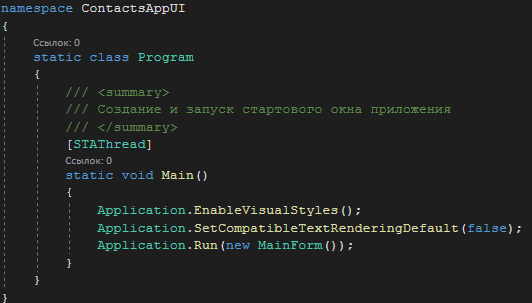 namespace ContactsAppUI
{
Ссылок: 0
static class Program
{
/// <summary>
/// Создание и запуск стартового окна приложения
/// </summary>
[STAThread]
Ссылок: 0
static void Main()
{
Application.EnableVisualStyles();
Application.SetCompatibleTextRenderingDefault(false);
Application.Run(new MainForm());
}
}
}